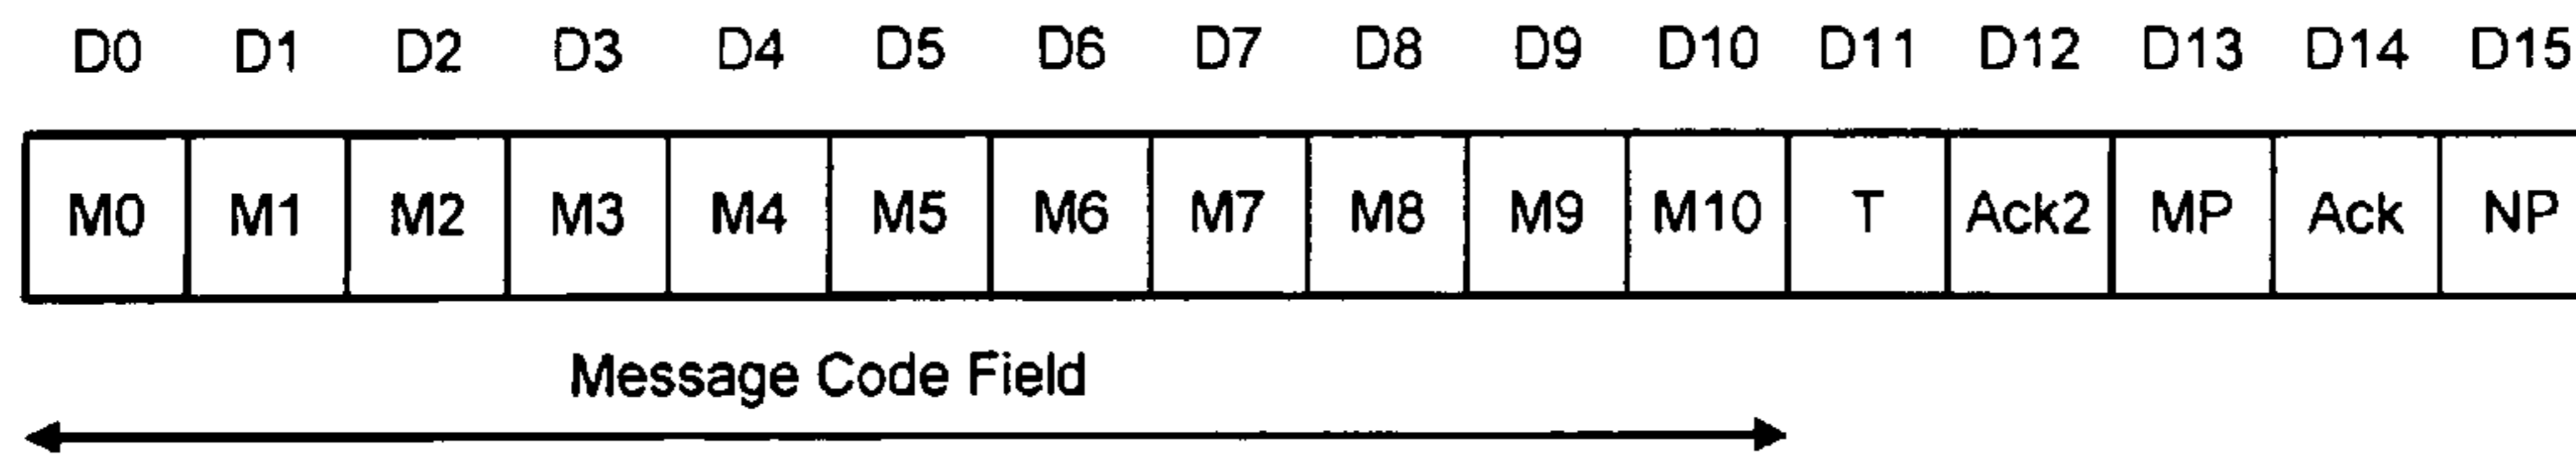 D0 D1 D2 D3 D4 D5 D6 D7 D8 D9 D10 D11 D12 D13 D14 D15
M0 M1 M2 M3 M4 M5 M6 M7 M8 M9 M10 T Ack2 MP Ack NP
Message Code Field